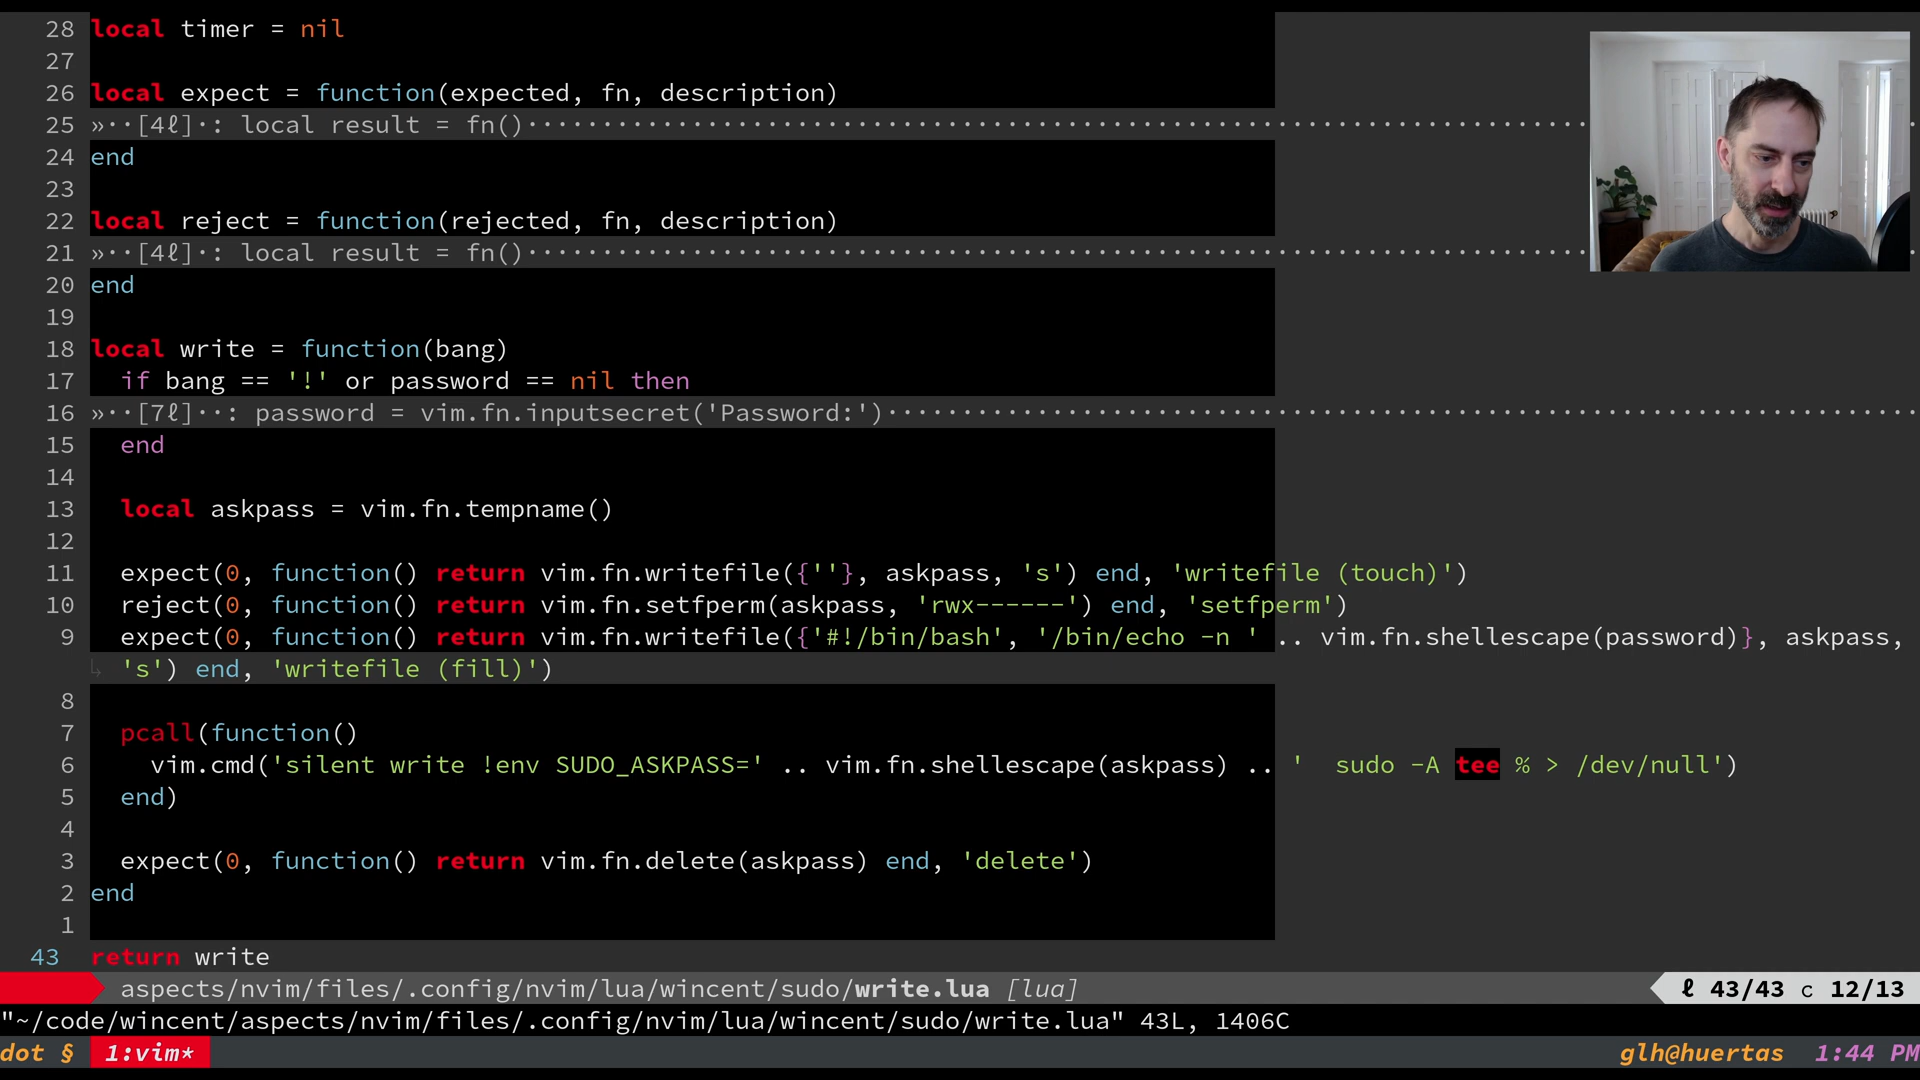 28 local timer = nil
27
26 local expect = function(expected, fn, description)
25 »··[4ℓ]·: local result = fn()
24 end
23
22 local reject = function(rejected, fn, description)
21 »··[4ℓ]·: local result = fn()
20 end
19
18 local write = function(bang)
17   if bang == '!' or password == nil then
16 »··[7ℓ]··: password = vim.fn.inputsecret('Password:')
15   end
14
13   local askpass = vim.fn.tempname()
12
11   expect(0, function() return vim.fn.writefile({''}, askpass, 's') end, 'writefile (touch)')
10   reject(0, function() return vim.fn.setfperm(askpass, 'rwx------') end, 'setfperm')
9   expect(0, function() return vim.fn.writefile({'#!/bin/bash', '/bin/echo -n ' .. vim.fn.shellescape(password)}, askpass,
↳ 's') end, 'writefile (fill)')
8
7   pcall(function()
6     vim.cmd('silent write !env SUDO_ASKPASS=' .. vim.fn.shellescape(askpass) .. '  sudo -A tee % > /dev/null')
5   end)
4
3   expect(0, function() return vim.fn.delete(askpass) end, 'delete')
2 end
1
43 return write
aspects/nvim/files/.config/nvim/lua/wincent/sudo/write.lua [lua] ℓ 43/43 c 12/13
"~/code/wincent/aspects/nvim/files/.config/nvim/lua/wincent/sudo/write.lua" 43L, 1406C
dot § 1:vim* glh@huertas 1:44 PM